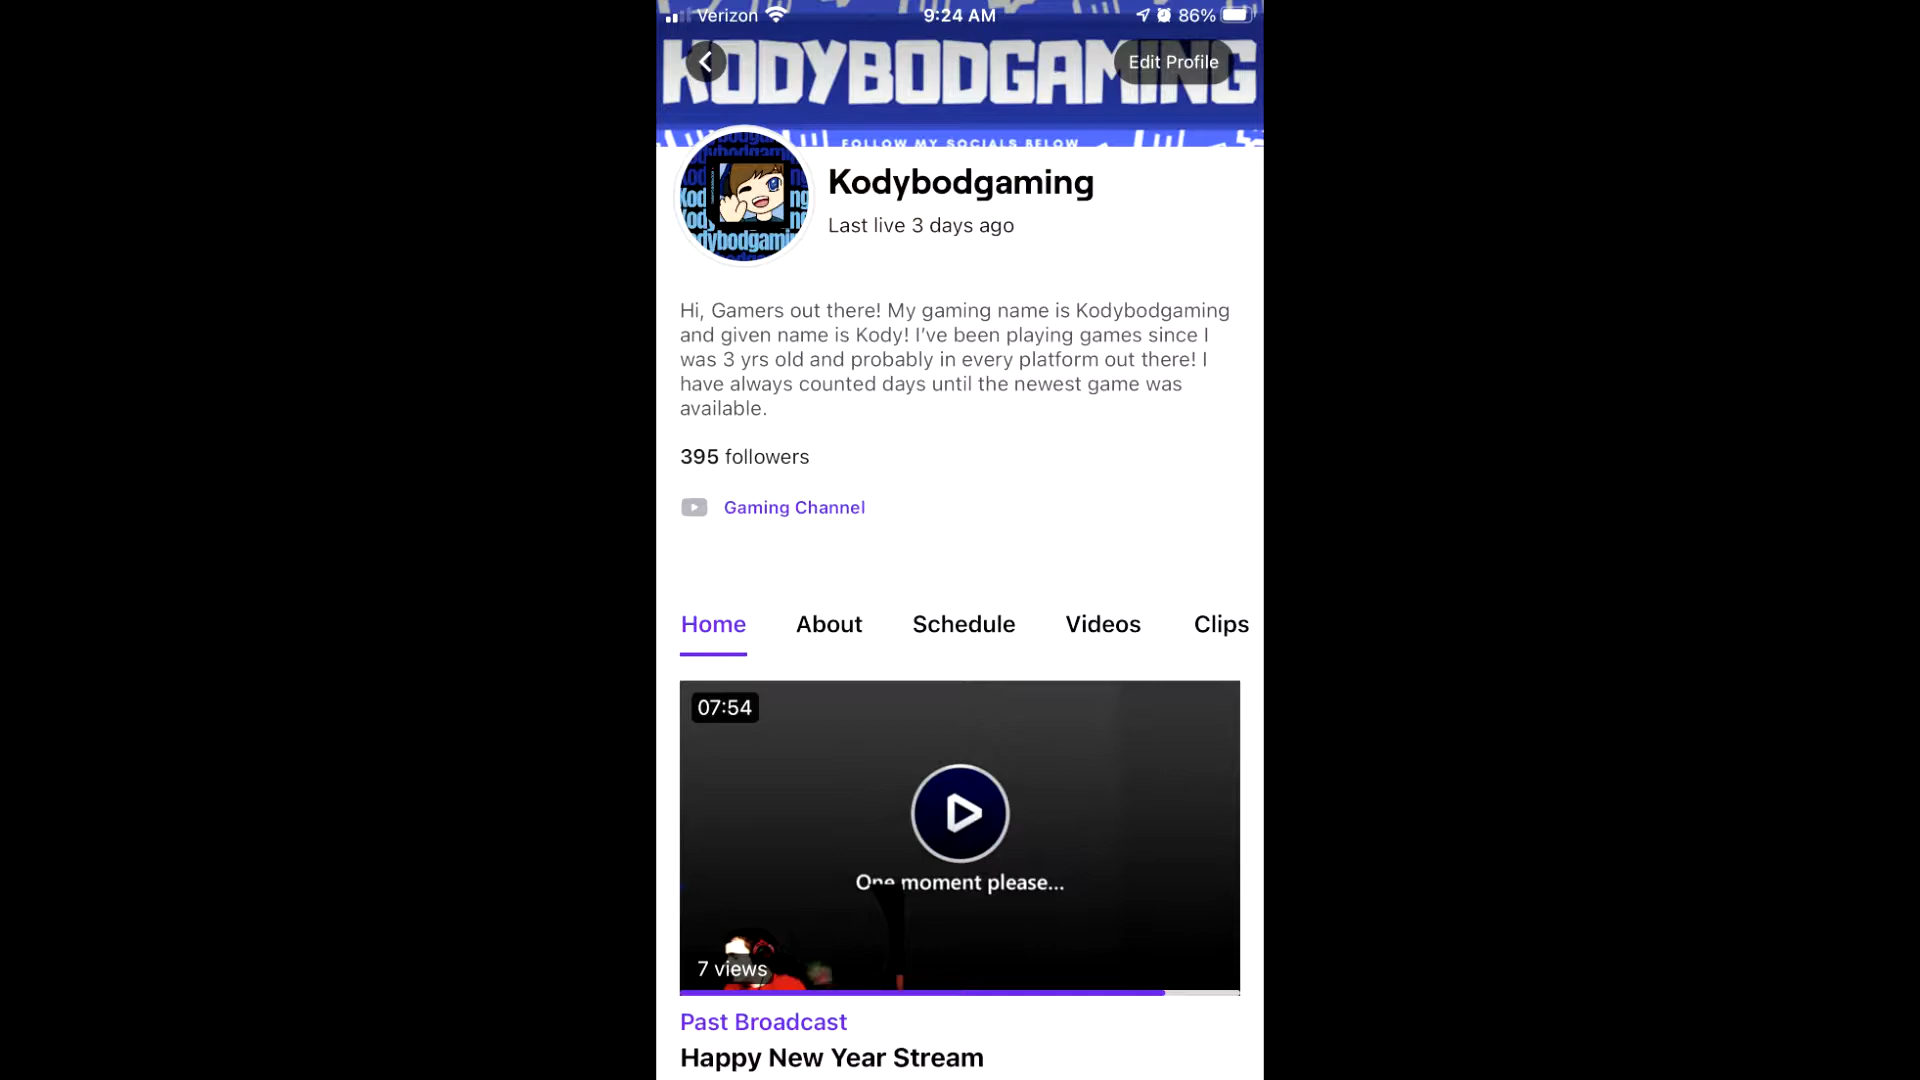 Verizon 9:24 AM 86%
KODYBODGAMING
Edit Profile
FOLLOW MY SOCIALS BELOW
Kodybodgaming
Last live 3 days ago
Hi, Gamers out there! My gaming name is Kodybodgaming
and given name is Kody! I’ve been playing games since I
was 3 yrs old and probably in every platform out there! I
have always counted days until the newest game was
available.
395 followers
Gaming Channel
Home About Schedule Videos Clips
07:54
One moment please...
7 views
Past Broadcast
Happy New Year Stream